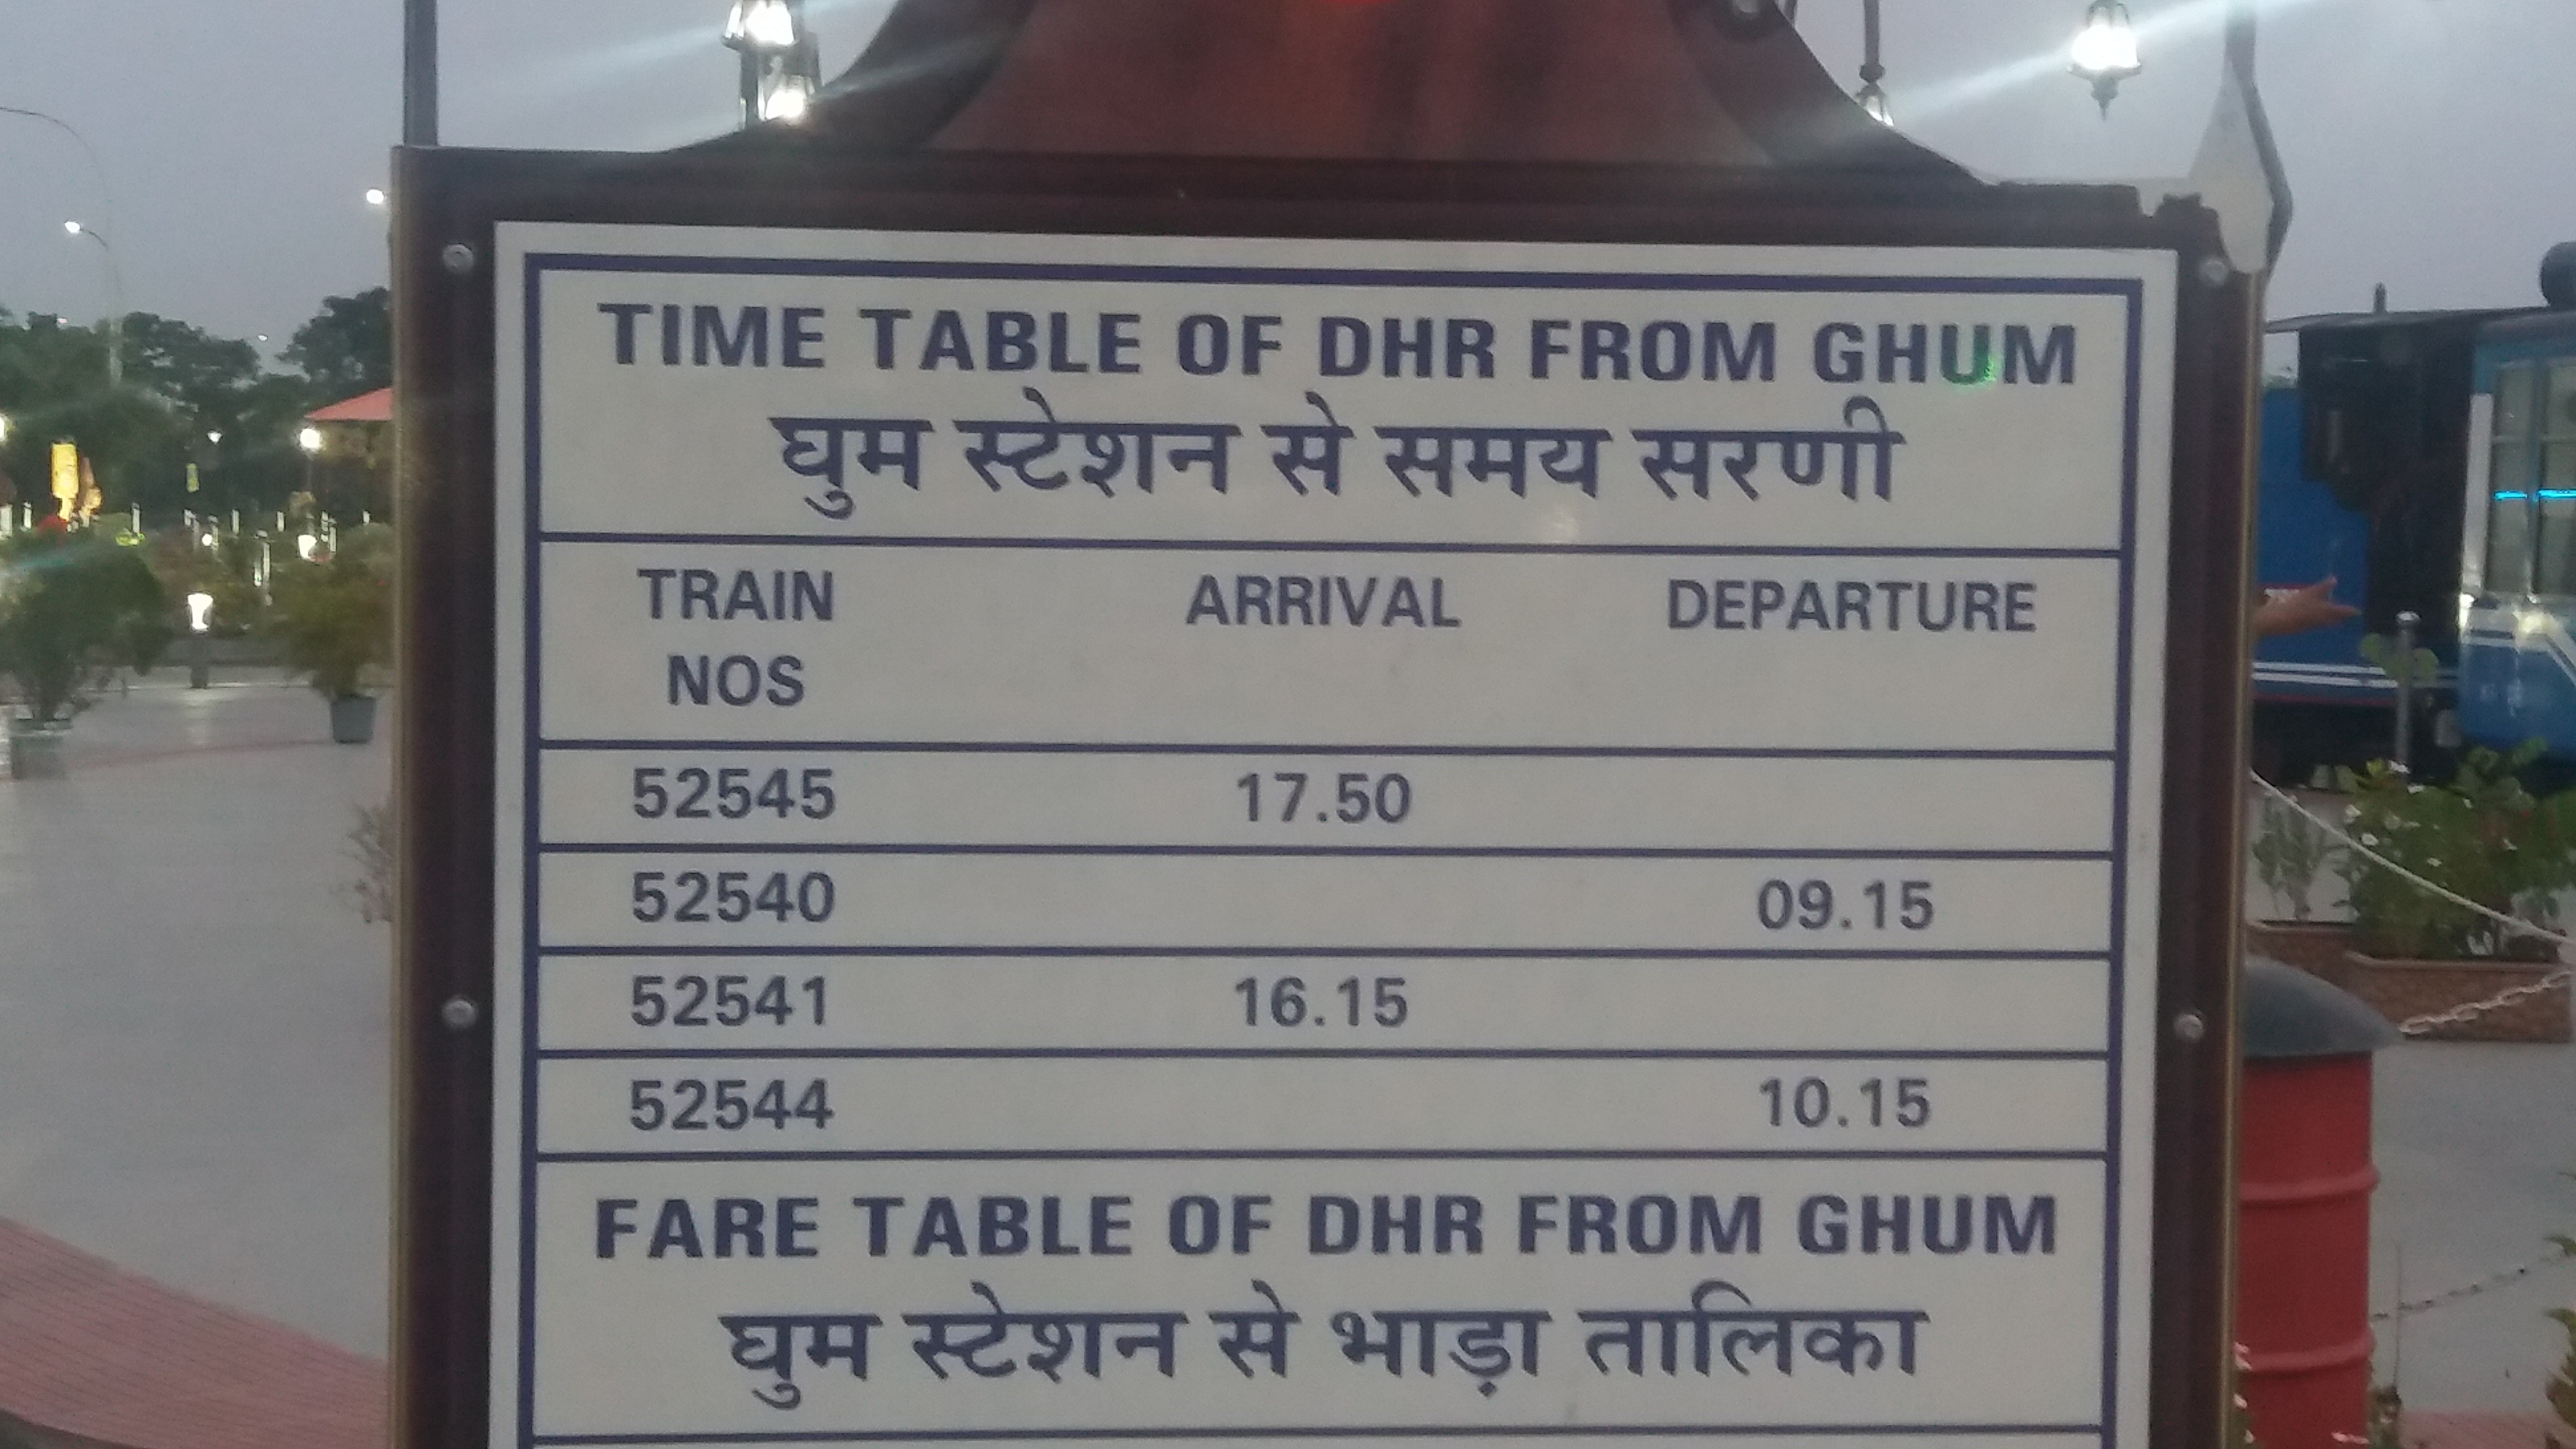 TIME TABLE OF DHR FROM GHUM
घुम स्टेशन से समय सरणी
TRAIN NOS ARRIVAL DEPARTURE
52545 17.50
52540 09.15
52541 16.15
52544 10.15
FARE TABLE OF DHR FROM GHUM
घुम स्टेशन से भाड़ा तालिका